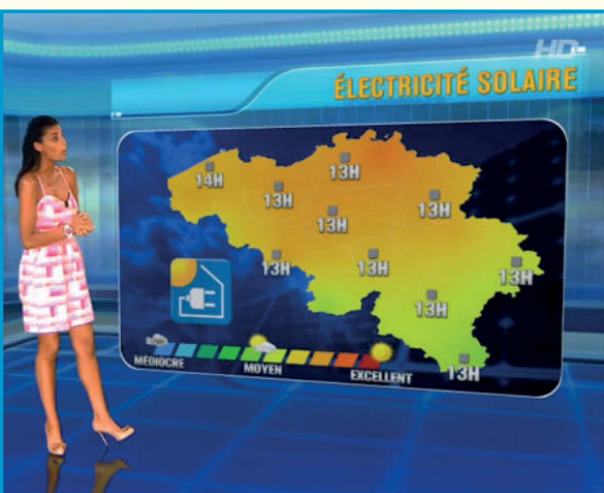 HD
ÉLECTRICITÉ SOLAIRE
14H
13H
13H
13H
13H
13H
13H
13H
13H
13H
MÉDIOCRE
MOYEN
EXCELLENT